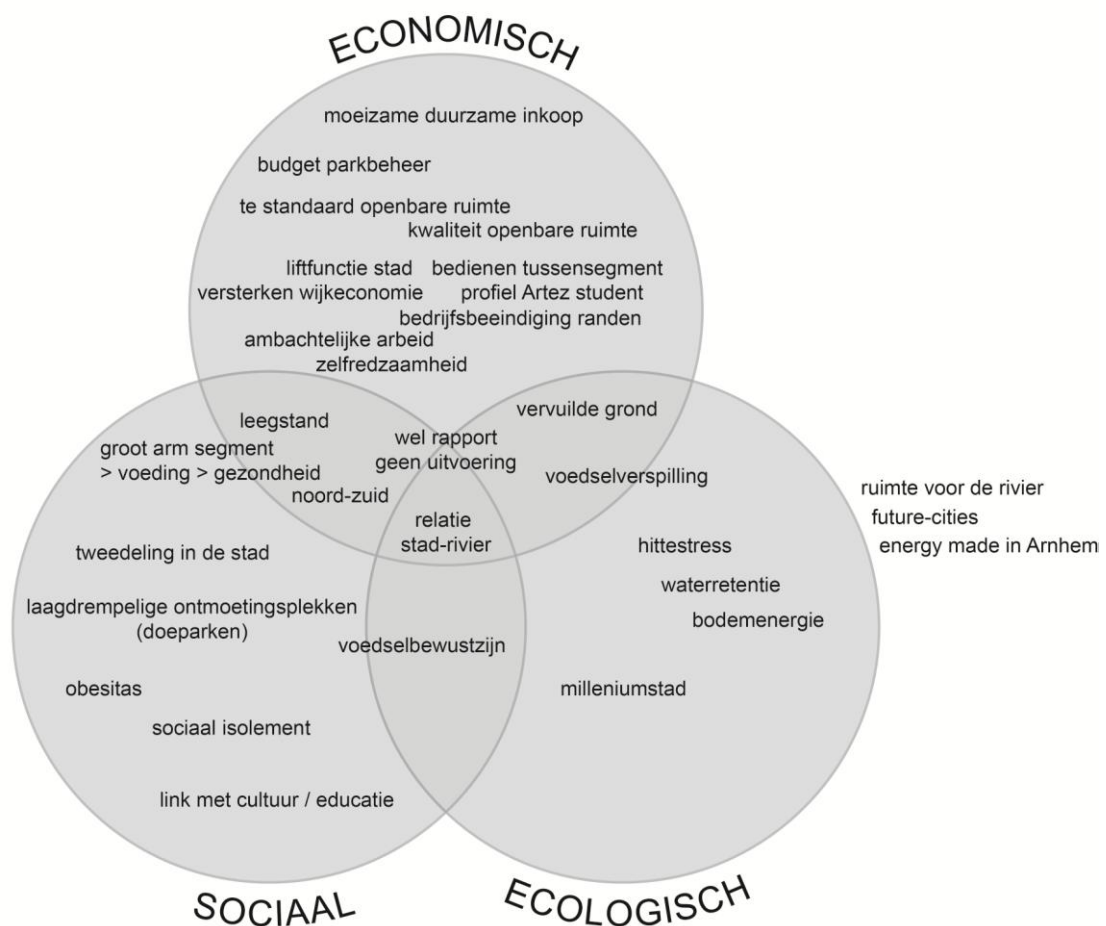 ECONOMISCH
moeizame duurzame inkoop
budget parkbeheer
te standaard openbare ruimte
kwaliteit openbare ruimte
liftfunctie stad
bedienen tussensegment
versterken wijkeconomie
profiel Artez student
bedrijfsbeeindiging randen
ambachtelijke arbeid
zelfredzaamheid
leegstand
vervuilde grond
groot arm segment
> voeding > gezondheid
wel rapport
geen uitvoering
noord-zuid
voedselverspilling
relatie
stad-rivier
ruimte voor de rivier
future-cities
energy made in Arnhem
tweedeling in de stad
hittestress
waterretentie
bodemenergie
laagdrempelige ontmoetingsplekken
(doeparken)
voedselbewustzijn
obesitas
milleniumstad
sociaal isolement
link met cultuur / educatie
SOCIAAL
ECOLOGISCH